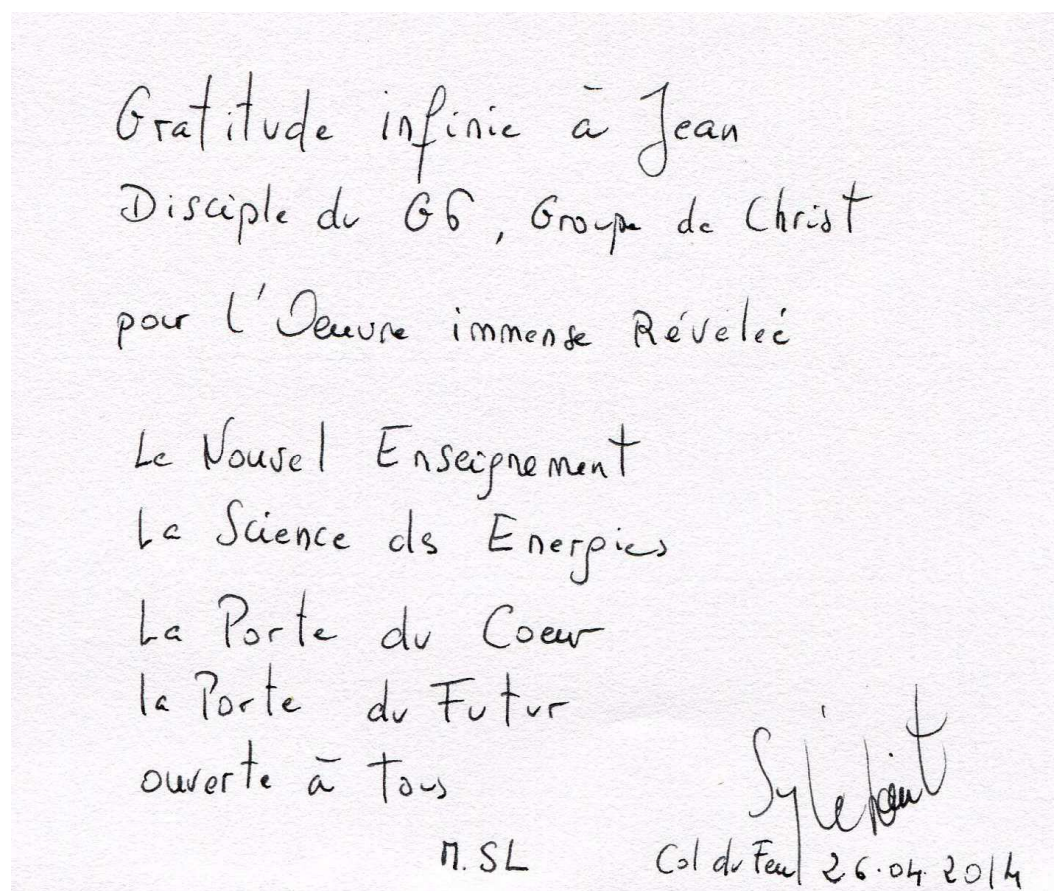 Gratitude infinie à Jean
Disciple du G6, Groupe de Christ
pour l'Oeuvre immense Révélée
Le Nouvel Enseignement
La Science des Energies
La Porte du Coeur
la Porte du Futur
ouverte à Tous
M. SL
Col du Feu 26.04.2014